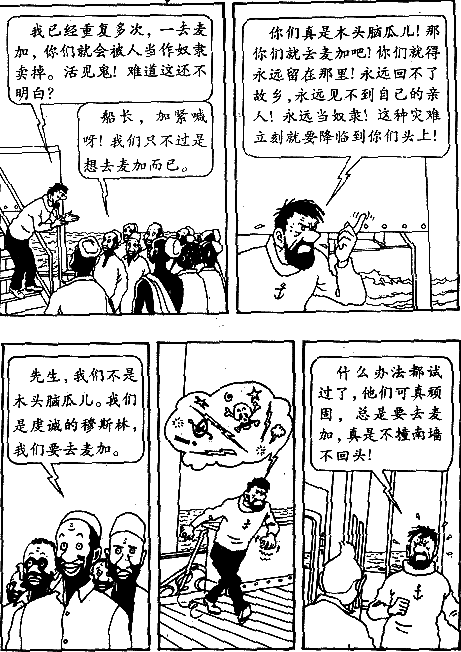 我已经重复多次，一去麦
加，你们就会被人当作奴隶
卖掉。活见鬼！难道这还不
明白？
船长，加紧喊
呀！我们只不过是
想去麦加而已。
你们真是木头脑瓜儿！那
你们就去麦加吧！你们就得
永远留在那里！永远回不了
故乡，永远见不到自己的亲
人！永远当奴隶！这种灾难
立刻就要降临到你们头上！
先生，我们不是
木头脑瓜儿。我们
是虔诚的穆斯林，
我们要去麦加。
什么办法都试
过了，他们可真顽
固，总是要去麦
加，真是不撞南墙
不回头！